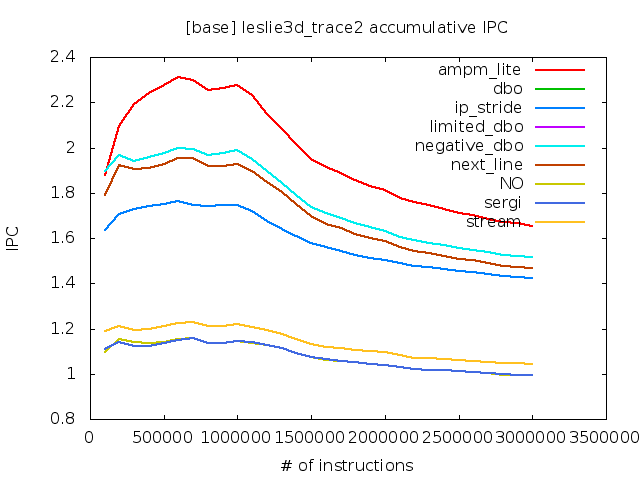 [base] leslie3d_trace2 accumulative IPC
2.4
2.2
2
1.8
1.6
1.4
1.2
1
0.8
IPC
ampm_lite
dbo
ip_stride
limited_dbo
negative_dbo
next_line
NO
sergi
stream
0 500000 1000000 1500000 2000000 2500000 3000000 3500000
# of instructions